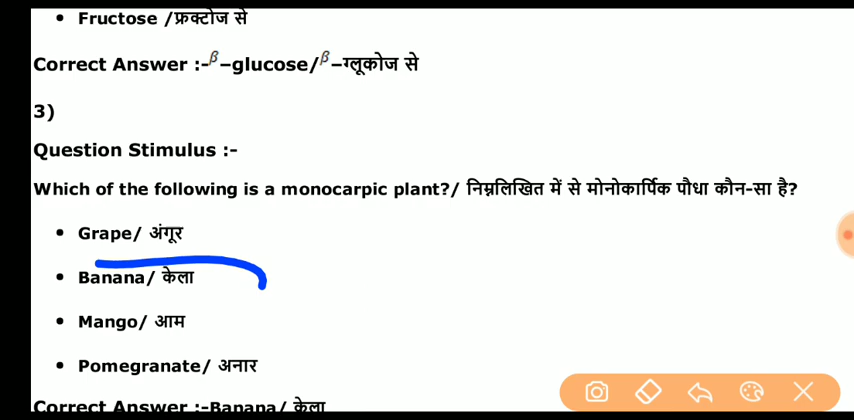 • Fructose /फ्रक्टोज से
Correct Answer :-β–glucose/β–ग्लूकोज से
3)
Question Stimulus :-
Which of the following is a monocarpic plant?/ निम्नलिखित में से मोनोकार्पिक पौधा कौन-सा है?
• Grape/ अंगूर
• Banana/ केला
• Mango/ आम
• Pomegranate/ अनार
Correct Answer :-Banana/ केला